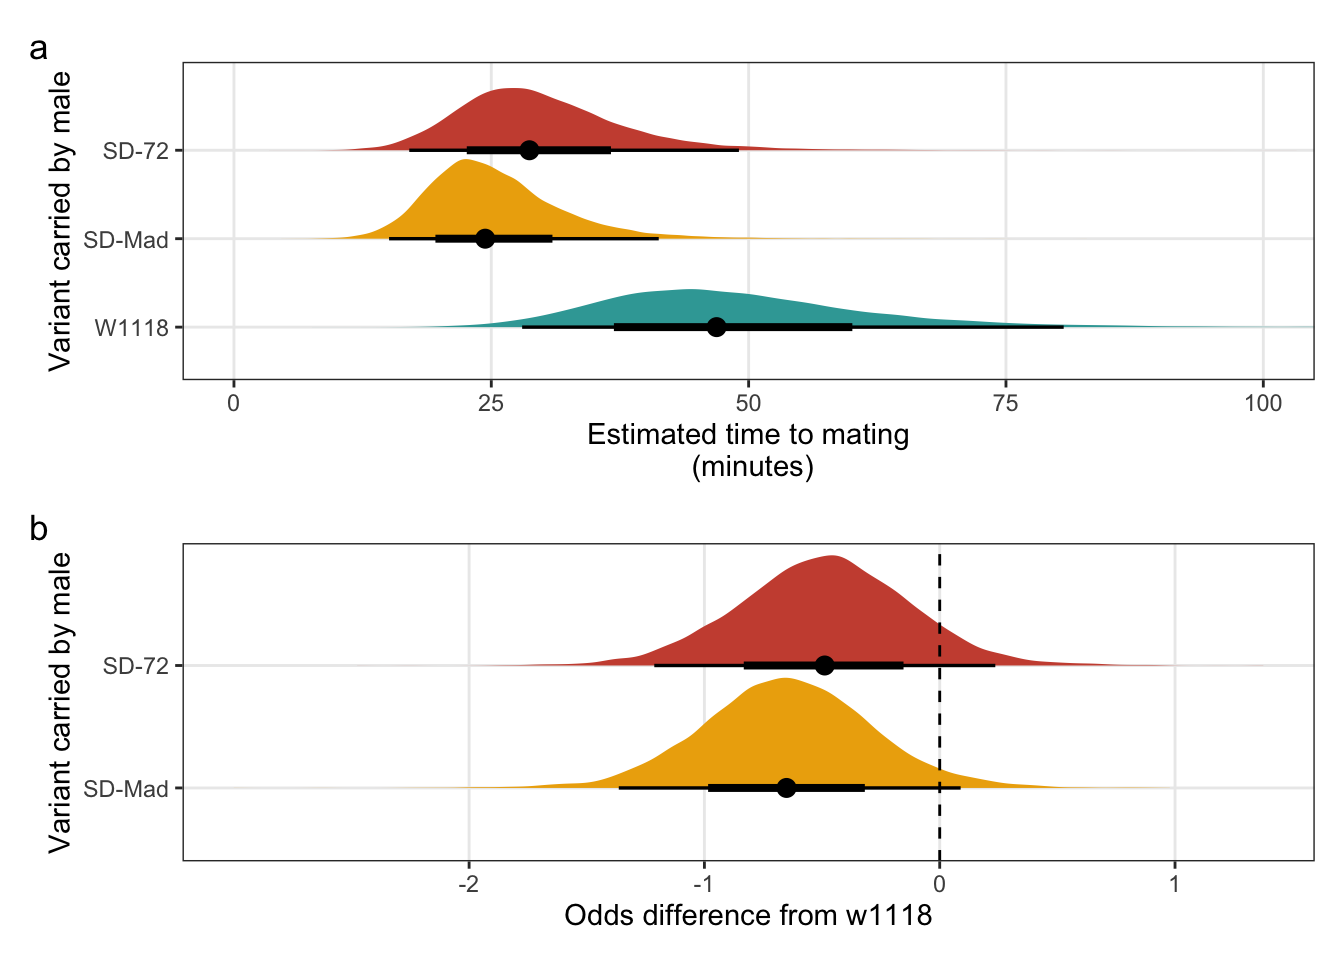 a
Variant carried by male
SD-72
SD-Mad
W1118
0 25 50 75 100
Estimated time to mating
(minutes)
b
Variant carried by male
SD-72
SD-Mad
-2 -1 0 1
Odds difference from w1118